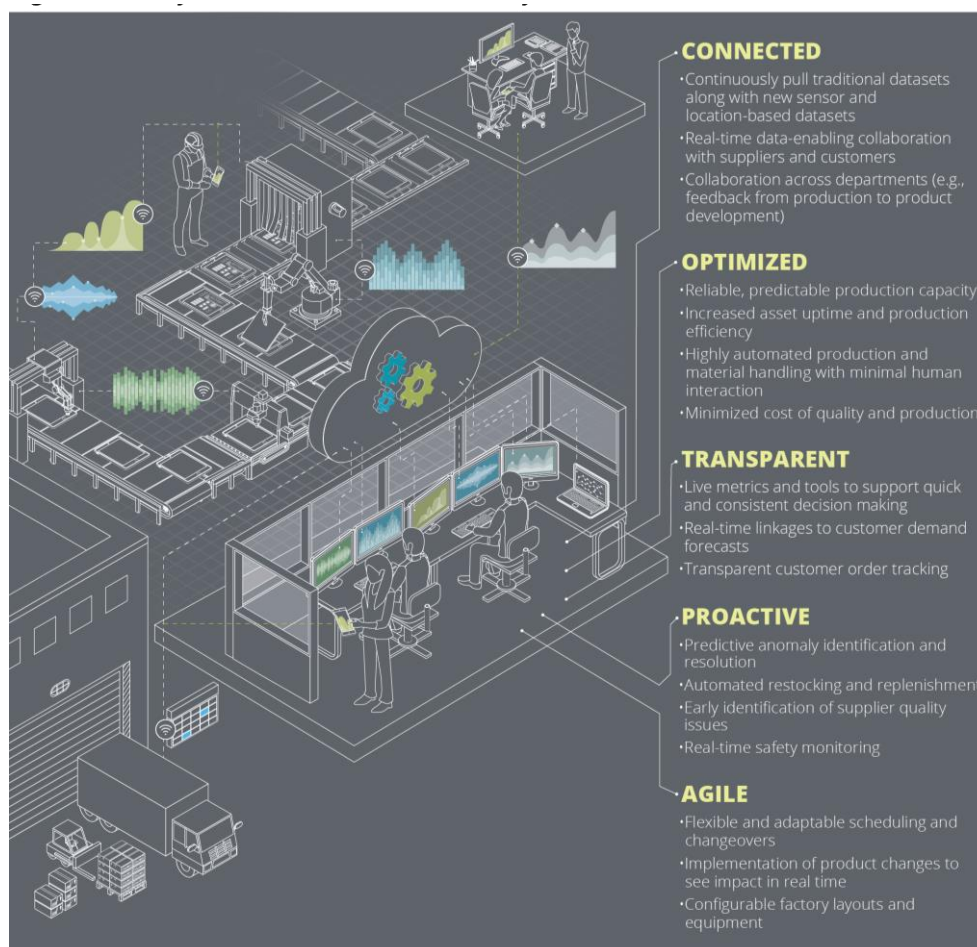 CONNECTED
•Continuously pull traditional datasets
along with new sensor and
location-based datasets
•Real-time data-enabling collaboration
with suppliers and customers
•Collaboration across departments (e.g.,
feedback from production to product
development)
OPTIMIZED
•Reliable, predictable production capacity
•Increased asset uptime and production
efficiency
•Highly automated production and
material handling with minimal human
interaction
•Minimized cost of quality and production
TRANSPARENT
•Live metrics and tools to support quick
and consistent decision making
•Real-time linkages to customer demand
forecasts
•Transparent customer order tracking
PROACTIVE
•Predictive anomaly identification and
resolution
•Automated restocking and replenishment
•Early identification of supplier quality
issues
•Real-time safety monitoring
AGILE
•Flexible and adaptable scheduling and
changeovers
•Implementation of product changes to
see impact in real time
•Configurable factory layouts and
equipment